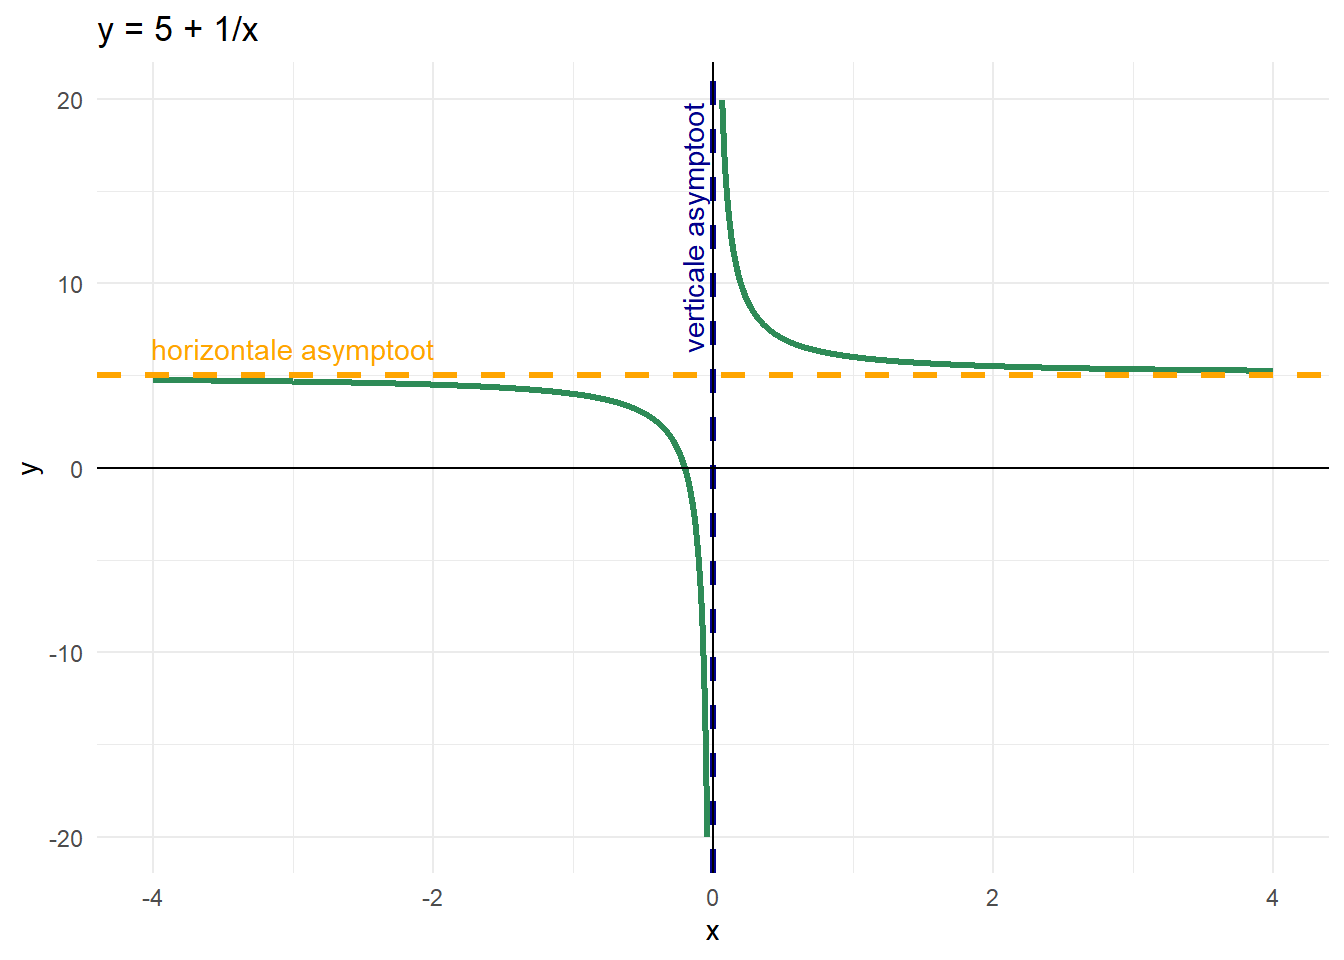 y = 5 + 1/x
20
10
0
-10
-20
y
verticale asymptoot
horizontale asymptoot
-4
-2
0
2
4
x